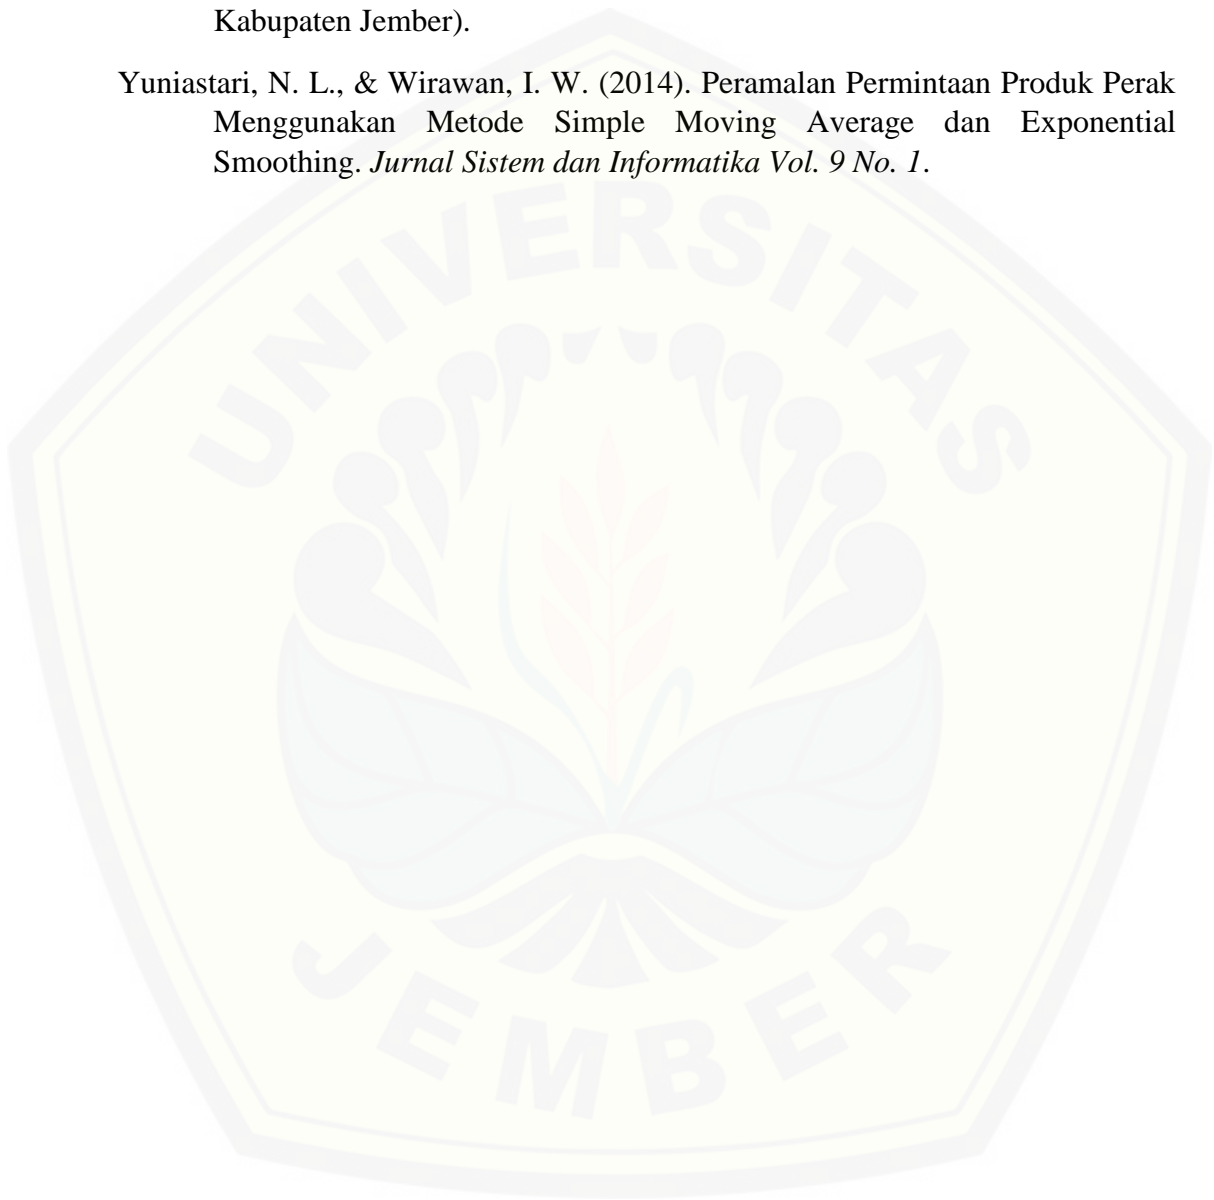 Kabupaten Jember).
Yuniastari, N. L., & Wirawan, I. W. (2014). Peramalan Permintaan Produk Perak
Menggunakan Metode Simple Moving Average dan Exponential
Smoothing. Jurnal Sistem dan Informatika Vol. 9 No. 1.
UNIVERSITAS
JEMBER